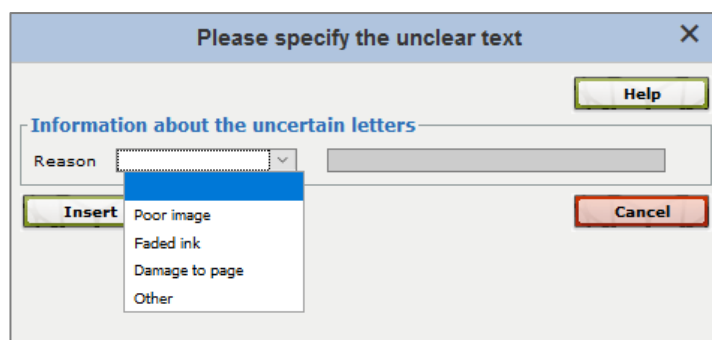 Please specify the unclear text
Help
Information about the uncertain letters
Reason
Insert
Cancel
Poor image
Faded ink
Damage to page
Other